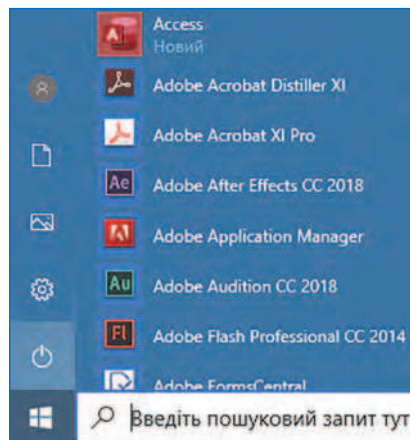 Access
Новий
Adobe Acrobat Distiller XI
Adobe Acrobat XI Pro
Ae Adobe After Effects CC 2018
Adobe Application Manager
Au Adobe Audition CC 2018
Fl Adobe Flash Professional CC 2014
Adobe FormsCentral
Введіть пошуковий запит тут